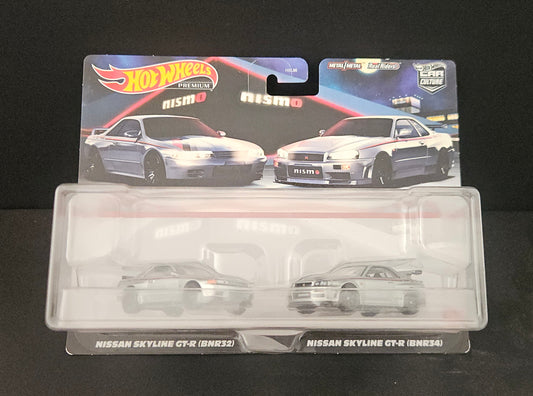 HOT WHEELS
PREMIUM
METAL/METAL Real Riders
CAR CULTURE
nismo
nismo
nismo
NISSAN SKYLINE GT-R (BNR32)
NISSAN SKYLINE GT-R (BNR34)